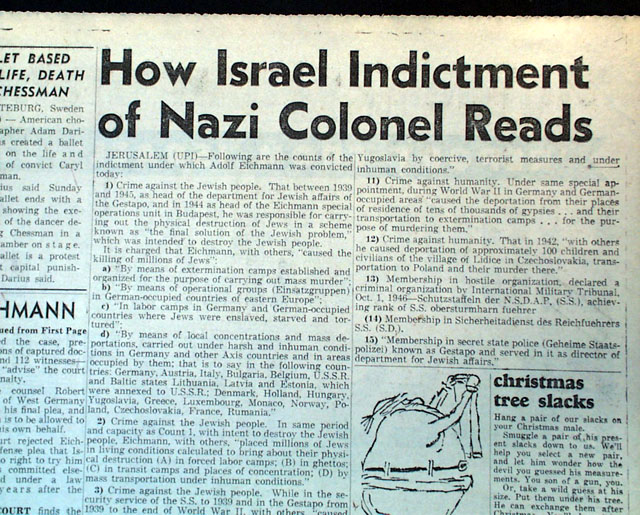 LET BASED
LIFE, DEATH
CHESSMAN
TEBURG, Sweden
) — American cho-
apher Adam Dari-
s created a ballet
on the life and
of convict Caryl
man.
ius said Sunday
allet ends with a
showing the exe-
of the dancer de-
g Chessman in a
amber on stage.
allet is a protest
t capital punish-
Darius said.
HMANN
ued from First Page
d the case, pre-
ons of captured doc-
nd 112 witnesses—
"advise" the court
nalty.
counsel Robert
of West Germany
his final plea, and
is to be allowed to
is own behalf.
urt rejected Eich-
ense plea that Is-
o right to try him
committed else-
d under a law
years after the
COURT finds the
How Israel Indictment
of Nazi Colonel Reads
JERUSALEM (UPI)—Following are the counts of the
indictment under which Adolf Eichmann was convicted
today:
1) Crime against the Jewish people. That between 1939
and 1945, as head of department for Jewish affairs of
the Gestapo, and in 1944 as head of the Eichmann special
operations unit in Budapest, he was responsible for carry-
ing out the physical destruction of Jews in a scheme
known as "the final solution of the Jewish problem,"
which was intended to destroy the Jewish people.
It is charged that Eichmann, with others, "caused the
killing of millions of Jews":
a) "By means of extermination camps established and
organized for the purpose of carrying out mass murder";
b) "By means of operational groups (Einsatzgruppen)
in German-occupied countries of eastern Europe";
c) "In labor camps in Germany and German-occupied
countries where Jews were enslaved, starved and tor-
tured";
d) "By means of local concentrations and mass de-
portations, carried out under harsh and inhuman condi-
tions in Germany and other Axis countries and in areas
occupied by them; that is to say in the following coun-
tries: Germany, Austria, Italy, Bulgaria, Belgium, U.S.S.R.
and Baltic states Lithuania, Latvia and Estonia, which
were annexed to U.S.S.R.; Denmark, Holland, Hungary,
Yugoslavia, Greece, Luxembourg, Monaco, Norway, Po-
land, Czechoslovakia, France, Rumania."
2) Crime against the Jewish people. In same period
and capacity as Count 1, with intent to destroy the Jewish
people, Eichmann, with others, "placed millions of Jews
in living conditions calculated to bring about their physi-
cal destruction (A) in forced labor camps; (B) in ghettos;
(C) in transit camps and places of concentration; (D) by
mass transportation under inhuman conditions."
3) Crime against the Jewish people. While in the
security service of the S.S. to 1939 and in the Gestapo from
1939 to the end of World War II, with others "caused
Yugoslavia by coercive, terrorist measures and under
inhuman conditions."
11) Crime against humanity. Under same special ap-
pointment, during World War II in Germany and German-
occupied areas "caused the deportation from their places
of residence of tens of thousands of gypsies . . . and their
transportation to extermination camps . . . for the pur-
pose of murdering them."
12) Crime against humanity. That in 1942, "with others
he caused deportation of approximately 100 children and
civilians of the village of Lidice in Czechoslovakia, trans-
portation to Poland and their murder there."
13) Membership in hostile organization, declared a
criminal organization by International Military Tribunal,
Oct. 1, 1946—Schutzstaffeln der N.S.D.A.P. (S.S.), achiev-
ing rank of S.S. obersturmbann fuehrer
(14) Membership in Sicherheitadienst des Reichfuehrers
S.S. (S.D.).
15) "Membership in secret state police (Geheime Staats-
polizei) known as Gestapo and served in it as director of
department for Jewish affairs."
christmas
tree slacks
Hang a pair of our slacks on
your Christmas male.
Smuggle a pair of his pres-
ent slacks down to us. We'll
help you select a new pair,
and let him wonder how the
devil you guessed his measure-
ments. You son of a gun, you.
Or, take a wild guess at his
size. Put them under his tree.
He can exchange them after